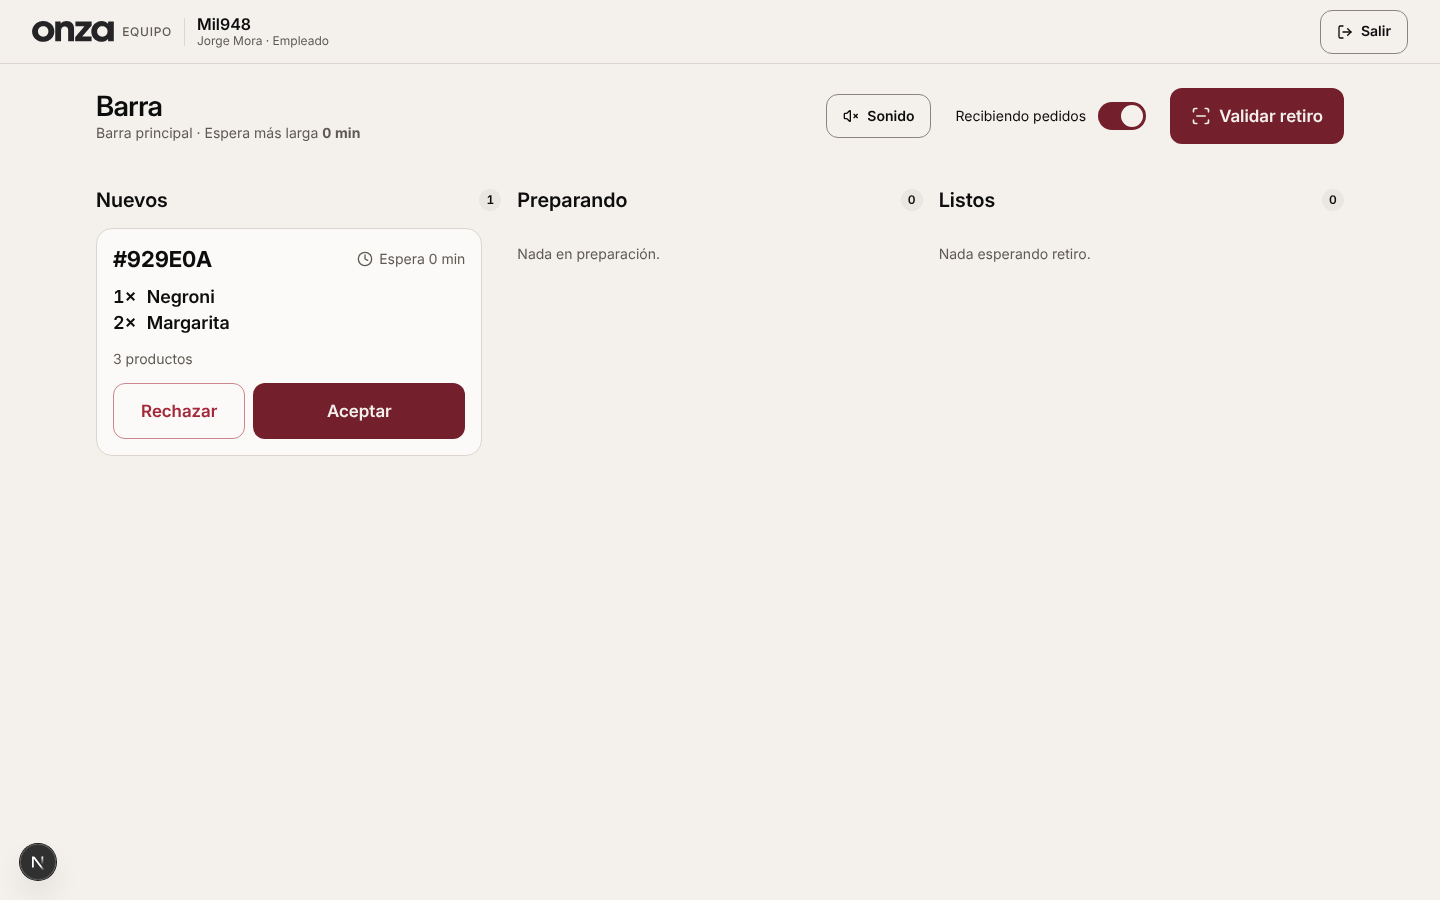 onza EQUIPO
Mil948
Jorge Mora · Empleado
Salir
Barra
Barra principal · Espera más larga 0 min
Sonido
Recibiendo pedidos
Validar retiro
Nuevos 1
Preparando 0
Listos 0
#929E0A
Espera 0 min
1× Negroni
2× Margarita
3 productos
Rechazar
Aceptar
Nada en preparación.
Nada esperando retiro.
N